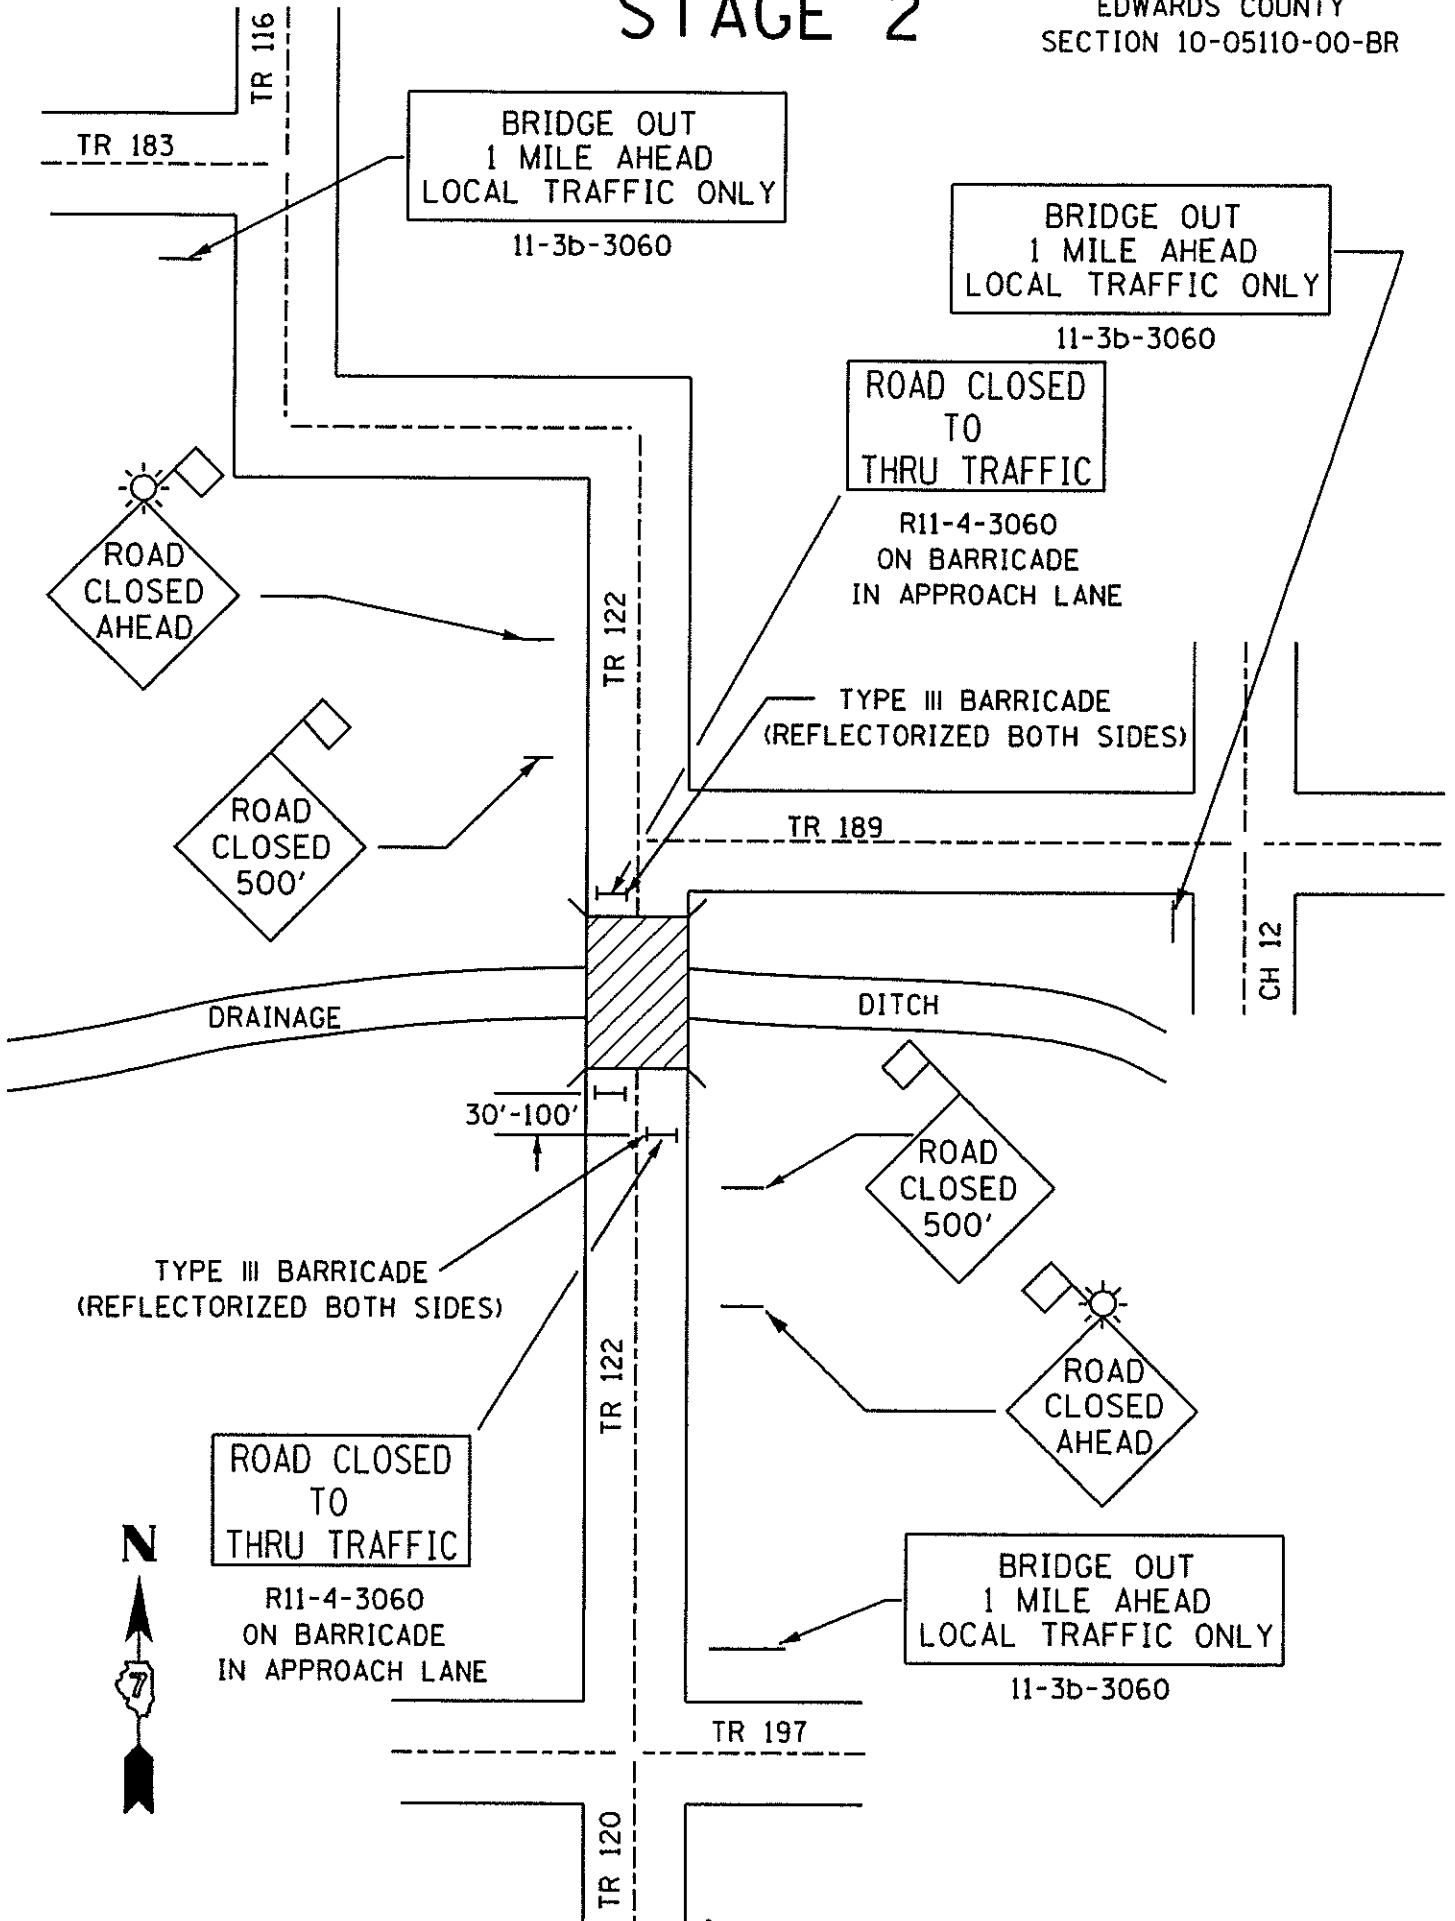 STAGE 2
EDWARDS COUNTY
SECTION 10-05110-00-BR
TR 116
TR 183
BRIDGE OUT
1 MILE AHEAD
LOCAL TRAFFIC ONLY
11-3b-3060
BRIDGE OUT
1 MILE AHEAD
LOCAL TRAFFIC ONLY
11-3b-3060
ROAD CLOSED
TO
THRU TRAFFIC
R11-4-3060
ON BARRICADE
IN APPROACH LANE
ROAD
CLOSED
AHEAD
TR 122
TYPE III BARRICADE
(REFLECTORIZED BOTH SIDES)
ROAD
CLOSED
500'
TR 189
CH 12
DRAINAGE
DITCH
30'-100'
ROAD
CLOSED
500'
TYPE III BARRICADE
(REFLECTORIZED BOTH SIDES)
TR 122
ROAD
CLOSED
AHEAD
ROAD CLOSED
TO
THRU TRAFFIC
R11-4-3060
ON BARRICADE
IN APPROACH LANE
N
7
BRIDGE OUT
1 MILE AHEAD
LOCAL TRAFFIC ONLY
11-3b-3060
TR 197
TR 120